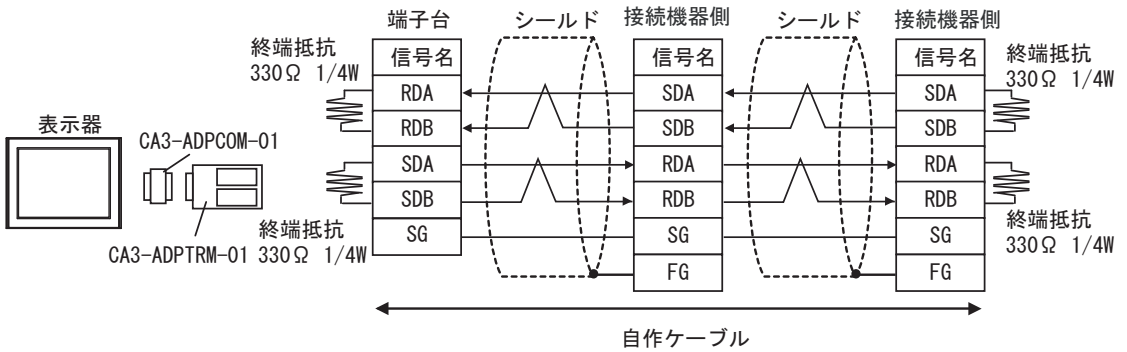 端子台
シールド
接続機器側
シールド
接続機器側
終端抵抗
330Ω 1/4W
信号名
RDA
RDB
SDA
SDB
SG
信号名
SDA
SDB
RDA
RDB
SG
FG
信号名
SDA
SDB
RDA
RDB
SG
FG
終端抵抗
330Ω 1/4W
表示器
CA3-ADPCOM-01
CA3-ADPTRM-01
終端抵抗
330Ω 1/4W
終端抵抗
330Ω 1/4W
自作ケーブル